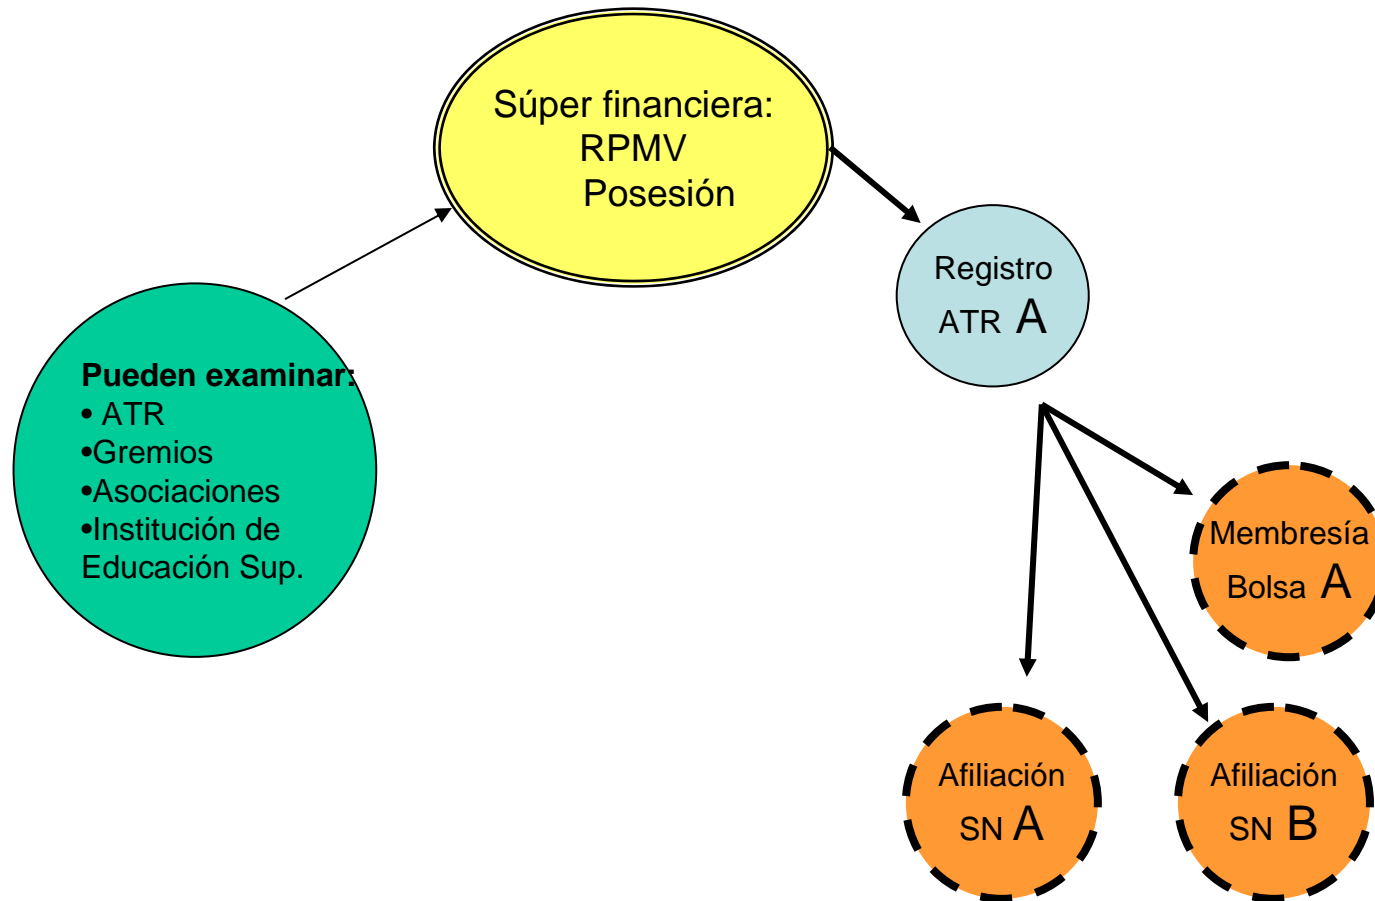 Súper financiera:
RPMV
Posesión
Registro
ATR A
Pueden examinar:
• ATR
•Gremios
•Asociaciones
•Institución de
Educación Sup.
Membresía
Bolsa A
Afiliación
SN A
Afiliación
SN B